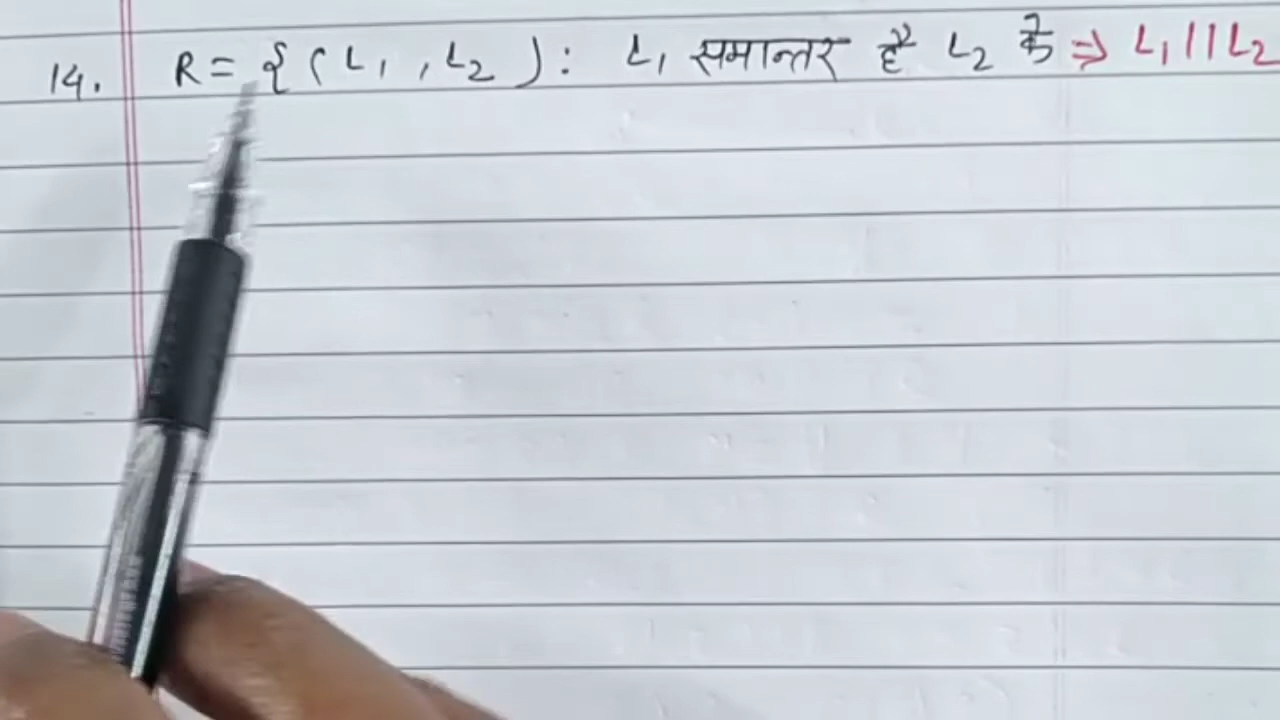 14. R = { ( L₁ , L₂ ) : L₁ समान्तर है L₂ के ⇒ L₁ || L₂